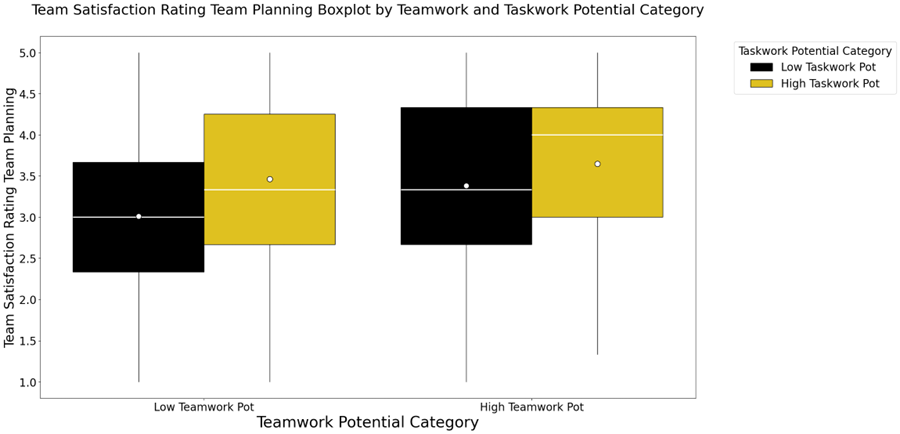 Team Satisfaction Rating Team Planning Boxplot by Teamwork and Taskwork Potential Category
Team Satisfaction Rating Team Planning
5.0
4.5
4.0
3.5
3.0
2.5
2.0
1.5
1.0
Low Teamwork Pot
High Teamwork Pot
Teamwork Potential Category
Taskwork Potential Category
Low Taskwork Pot
High Taskwork Pot